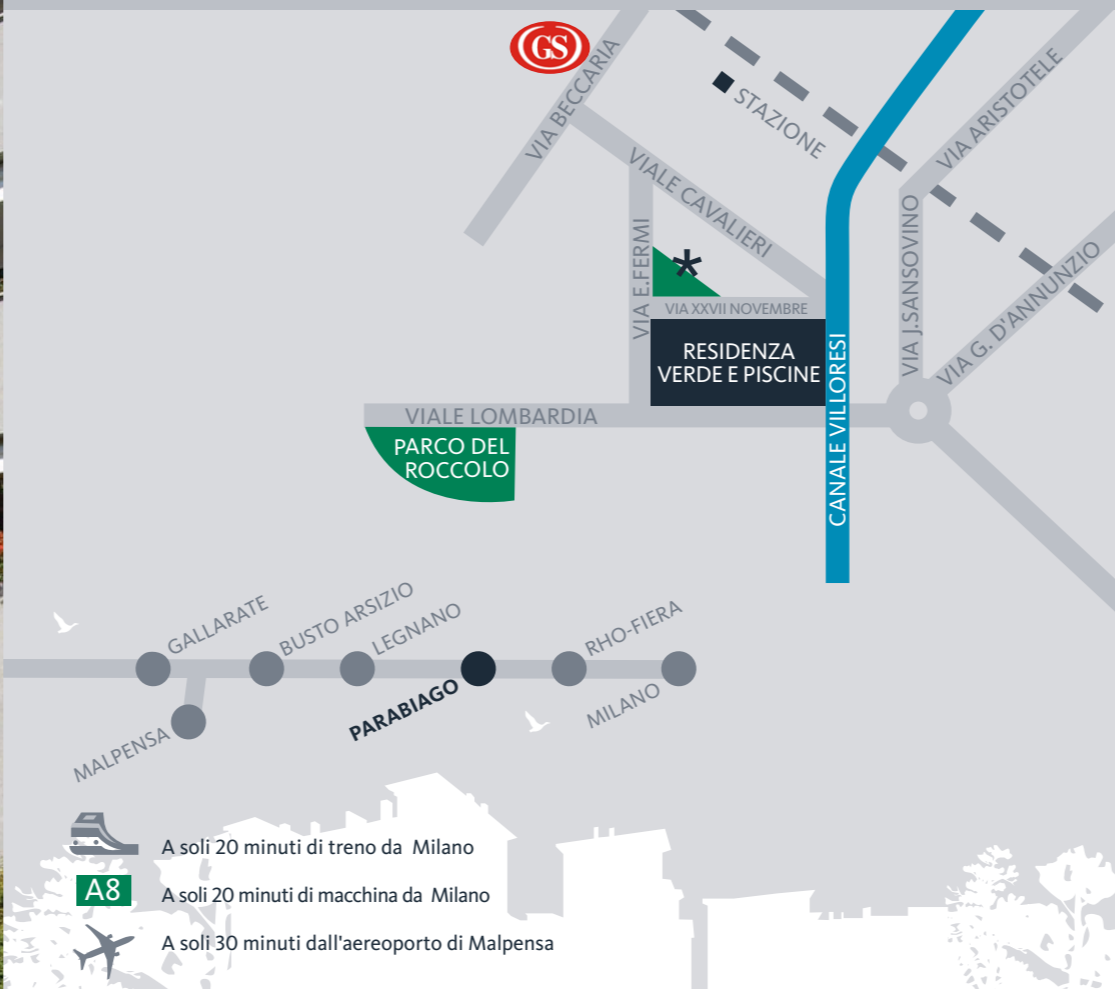 GS
VIA BECCARIA
STAZIONE
VIA ARISTOTELE
VIALE CAVALIERI
VIA E.FERMI
*
VIA XXVII NOVEMBRE
VIA J.SANSOVINO
VIA G. D'ANNUNZIO
RESIDENZA
VERDE E PISCINE
CANALE VILLORESI
VIALE LOMBARDIA
PARCO DEL
ROCCOLO
GALLARATE
BUSTO ARSIZIO
LEGNANO
RHO-FIERA
MALPENSA
PARABIAGO
MILANO
A soli 20 minuti di treno da Milano
A8
A soli 20 minuti di macchina da Milano
A soli 30 minuti dall'aereoporto di Malpensa